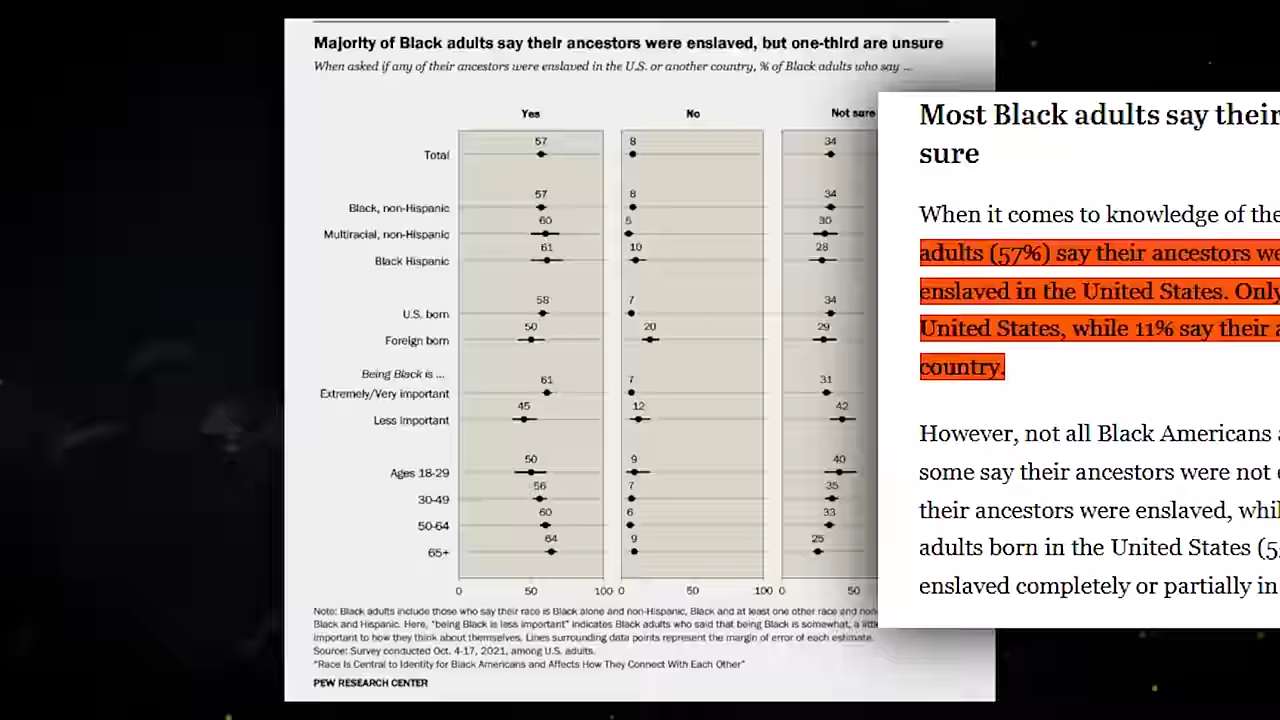 Majority of Black adults say their ancestors were enslaved, but one-third are unsure
When asked if any of their ancestors were enslaved in the U.S. or another country, % of Black adults who say ...
Yes No Not sure
57 8 34
Total
57 8 34
Black, non-Hispanic
60 5 30
Multiracial, non-Hispanic
61 10 28
Black Hispanic
58 7 34
U.S. born
50 20 29
Foreign born
Being Black is ...
61 7 31
Extremely/Very important
45 12 42
Less important
50 9 40
Ages 18-29
56 7 35
30-49
60 6 33
50-64
64 9 25
65+
0 50 100 0 50 100 0 50
Note: Black adults include those who say their race is Black alone and non-Hispanic, Black and at least one other race and non
Black and Hispanic. Here, "being Black is less important" indicates Black adults who said that being Black is somewhat, a little
important to how they think about themselves. Lines surrounding data points represent the margin of error of each estimate.
Source: Survey conducted Oct. 4-17, 2021, among U.S. adults.
"Race Is Central to Identity for Black Americans and Affects How They Connect With Each Other"
PEW RESEARCH CENTER
Most Black adults say their
sure
When it comes to knowledge of the
adults (57%) say their ancestors we
enslaved in the United States. Only
United States, while 11% say their a
country.
However, not all Black Americans a
some say their ancestors were not e
their ancestors were enslaved, whil
adults born in the United States (5
enslaved completely or partially in